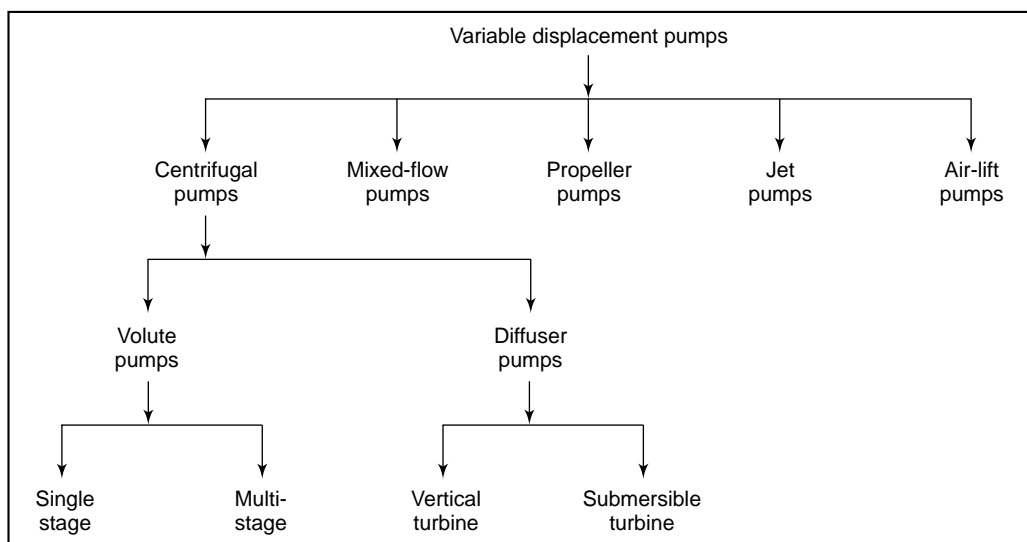 Variable displacement pumps
Centrifugal
pumps
Mixed-flow
pumps
Propeller
pumps
Jet
pumps
Air-lift
pumps
Volute
pumps
Diffuser
pumps
Single
stage
Multi-
stage
Vertical
turbine
Submersible
turbine